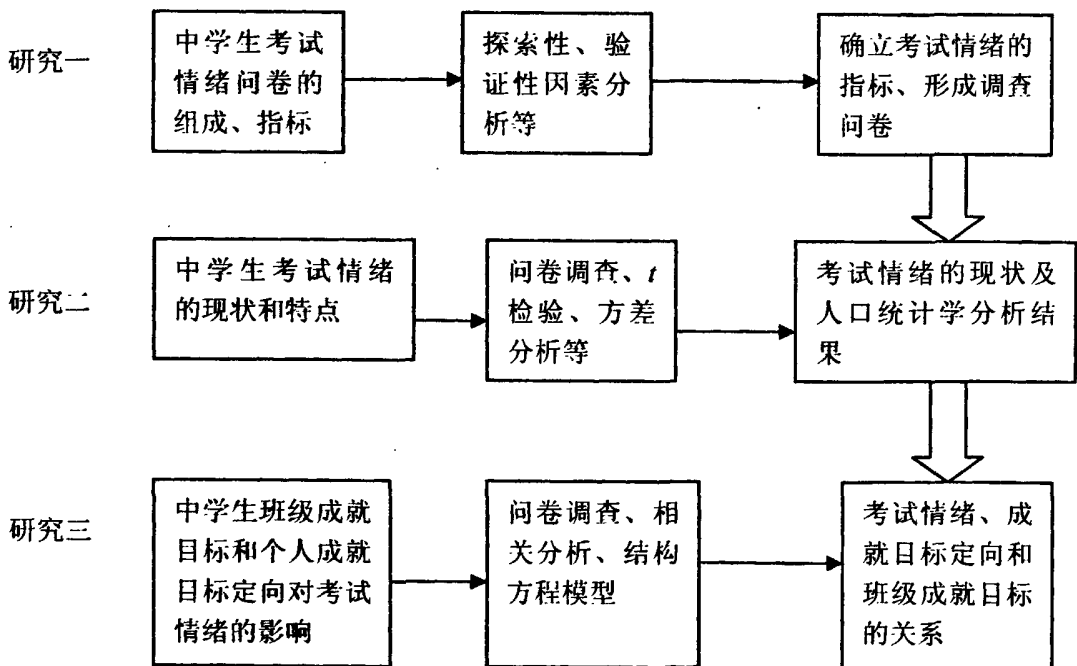 研究一
中学生考试
情绪问卷的
组成、指标
探索性、验
证性因素分
析等
确立考试情绪的
指标、形成调查
问卷
研究二
中学生考试情绪
的现状和特点
问卷调查、t
检验、方差
分析等
考试情绪的现状及
人口统计学分析结
果
研究三
中学生班级成就
目标和个人成就
目标定向对考试
情绪的影响
问卷调查、相
关分析、结构
方程模型
考试情绪、成
就目标定向和
班级成就目标
的关系